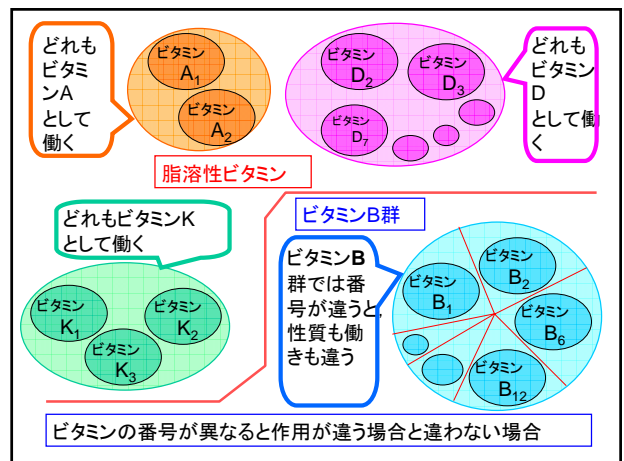 どれも
ビタミ
ンA
として
働く
ビタミン
A1
ビタミン
A2
ビタミン
D2
ビタミン
D3
ビタミン
D7
どれも
ビタミン
D
として働
く
脂溶性ビタミン
どれもビタミンK
として働く
ビタミン
K1
ビタミン
K2
ビタミン
K3
ビタミンB群
ビタミンB
群では番
号が違うと,
性質も働
きも違う
ビタミン
B1
ビタミン
B2
ビタミン
B6
ビタミン
B12
ビタミンの番号が異なると作用が違う場合と違わない場合